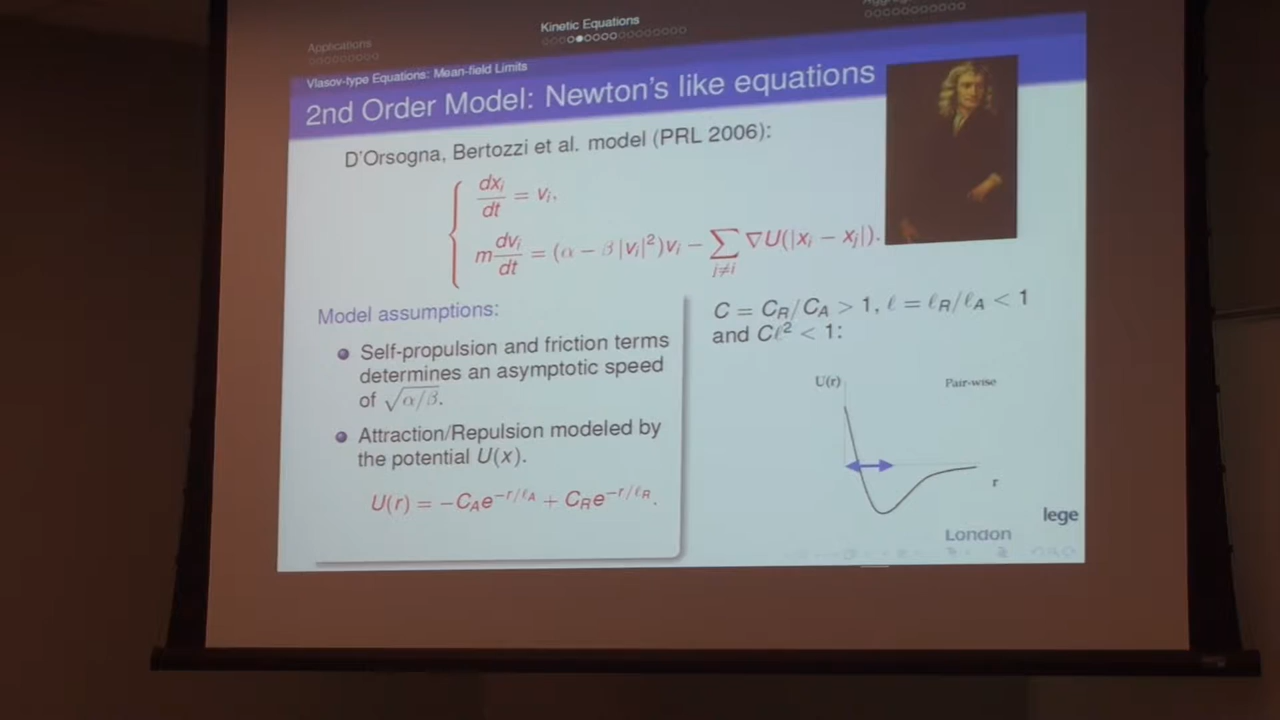 Applications
Kinetic Equations
Vlasov-type Equations: Mean-field Limits
2nd Order Model: Newton's like equations
D'Orsogna, Bertozzi et al. model (PRL 2006):
dx_i/dt = v_i,
m dv_i/dt = (α − β|v_i|²)v_i − ∑_{j≠i} ∇U(|x_i − x_j|).
Model assumptions:
Self-propulsion and friction terms
determines an asymptotic speed
of √α/β.
Attraction/Repulsion modeled by
the potential U(x).
U(r) = −C_A e^{−r/ℓ_A} + C_R e^{−r/ℓ_R}.
C = C_R/C_A > 1, ℓ = ℓ_R/ℓ_A < 1
and Cℓ² < 1:
U(r)
Pair-wise
r
lege
London